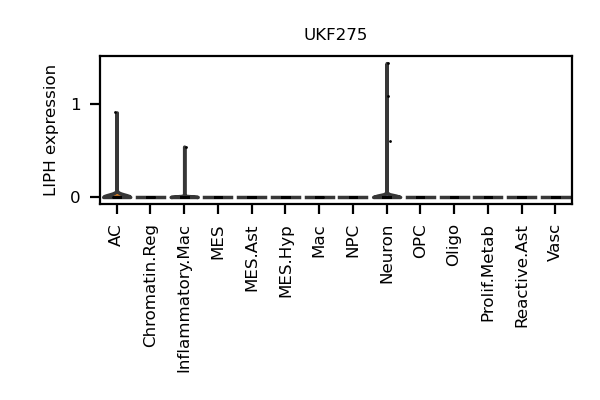 UKF275
LIPH expression
1
0
AC
Chromatin.Reg
Inflammatory.Mac
MES
MES.Ast
MES.Hyp
Mac
NPC
Neuron
OPC
Oligo
Prolif.Metab
Reactive.Ast
Vasc